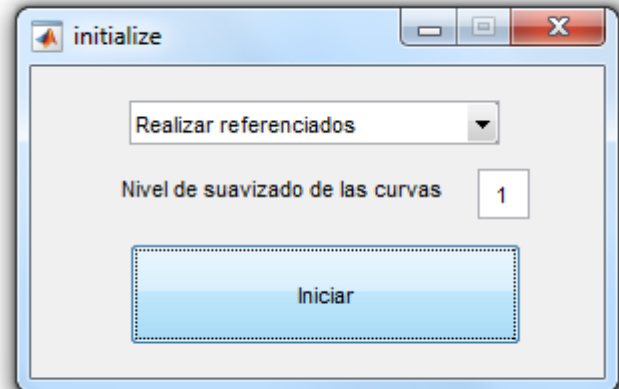 initialize
Realizar referenciados
Nivel de suavizado de las curvas 1
Iniciar